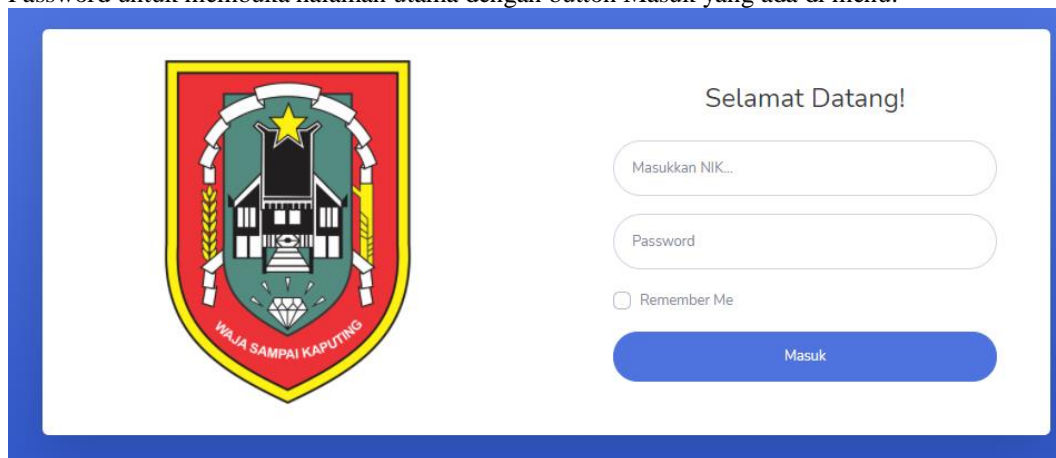 Password untuk membuka halaman utama dengan button Masuk yang ada di menu.
Selamat Datang!
Masukkan NIK...
Password
Remember Me
Masuk
WAJA SAMPAI KAPUTING